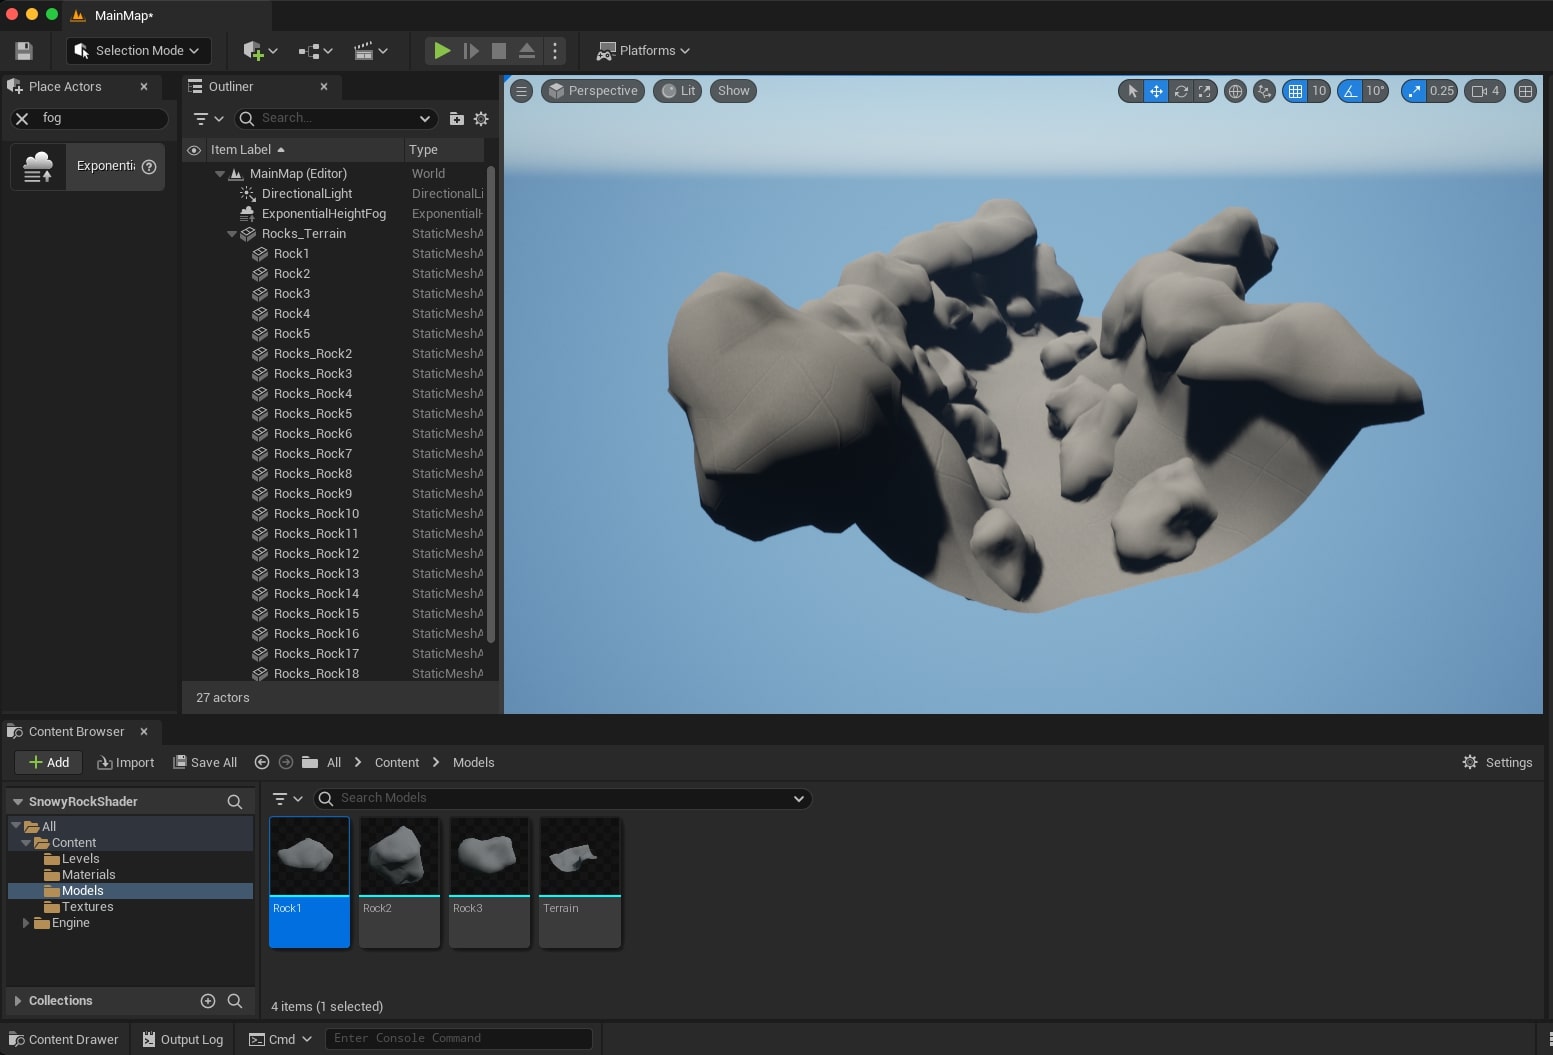 MainMap*
Selection Mode
Platforms
Place Actors
fog
Exponentia
Outliner
Search...
Item Label
Type
MainMap (Editor) World
DirectionalLight DirectionalLi
ExponentialHeightFog ExponentialH
Rocks_Terrain StaticMeshA
Rock1 StaticMeshA
Rock2 StaticMeshA
Rock3 StaticMeshA
Rock4 StaticMeshA
Rock5 StaticMeshA
Rocks_Rock2 StaticMeshA
Rocks_Rock3 StaticMeshA
Rocks_Rock4 StaticMeshA
Rocks_Rock5 StaticMeshA
Rocks_Rock6 StaticMeshA
Rocks_Rock7 StaticMeshA
Rocks_Rock8 StaticMeshA
Rocks_Rock9 StaticMeshA
Rocks_Rock10 StaticMeshA
Rocks_Rock11 StaticMeshA
Rocks_Rock12 StaticMeshA
Rocks_Rock13 StaticMeshA
Rocks_Rock14 StaticMeshA
Rocks_Rock15 StaticMeshA
Rocks_Rock16 StaticMeshA
Rocks_Rock17 StaticMeshA
Rocks_Rock18 StaticMeshA
27 actors
Perspective
Lit
Show
10
10°
0.25
4
Content Browser
Add
Import
Save All
All
Content
Models
Settings
SnowyRockShader
All
Content
Levels
Materials
Models
Textures
Engine
Collections
Search Models
Rock1
Rock2
Rock3
Terrain
4 items (1 selected)
Content Drawer
Output Log
Cmd
Enter Console Command